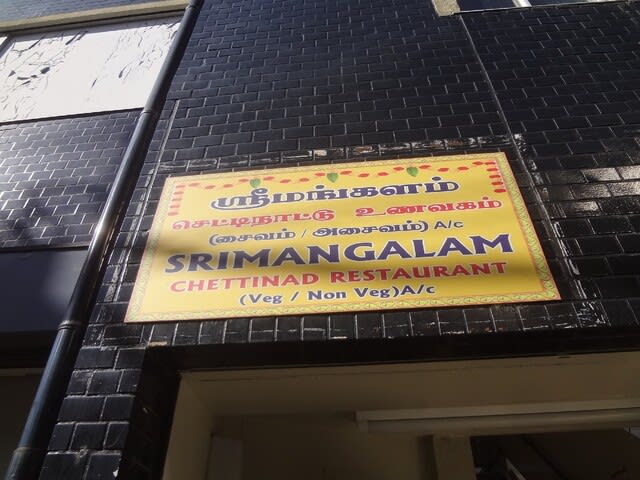 ஸ்ரீமங்களம்
செட்டிநாட்டு உணவகம்
(சைவம் / அசைவம்) A/c
SRIMANGALAM
CHETTINAD RESTAURANT
(Veg / Non Veg)A/c